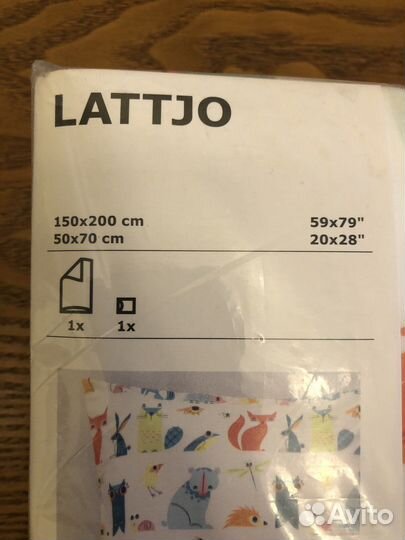 LATTJO
150x200 cm 59x79"
50x70 cm 20x28"
1x 1x
Avito